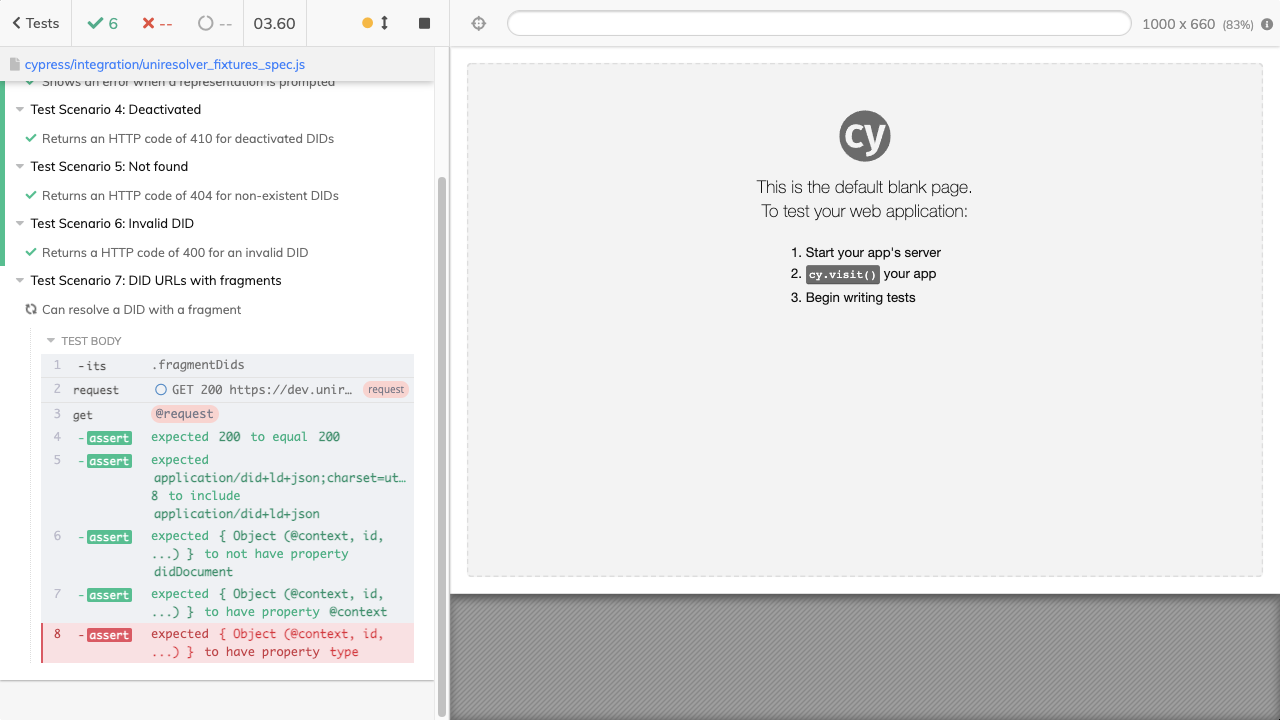 Tests
6
--
--
03.60
1000 x 660 (83%)
cypress/integration/uniresolver_fixtures_spec.js
Shows an error when a representation is prompted
Test Scenario 4: Deactivated
Returns an HTTP code of 410 for deactivated DIDs
Test Scenario 5: Not found
Returns an HTTP code of 404 for non-existent DIDs
Test Scenario 6: Invalid DID
Returns a HTTP code of 400 for an invalid DID
Test Scenario 7: DID URLs with fragments
Can resolve a DID with a fragment
TEST BODY
1 -its .fragmentDids
2 request GET 200 https://dev.unir… request
3 get @request
4 -assert expected 200 to equal 200
5 -assert expected
application/did+ld+json;charset=ut…
8 to include
application/did+ld+json
6 -assert expected { Object (@context, id,
...) } to not have property
didDocument
7 -assert expected { Object (@context, id,
...) } to have property @context
8 -assert expected { Object (@context, id,
...) } to have property type
cy
This is the default blank page.
To test your web application:
1. Start your app's server
2. cy.visit() your app
3. Begin writing tests